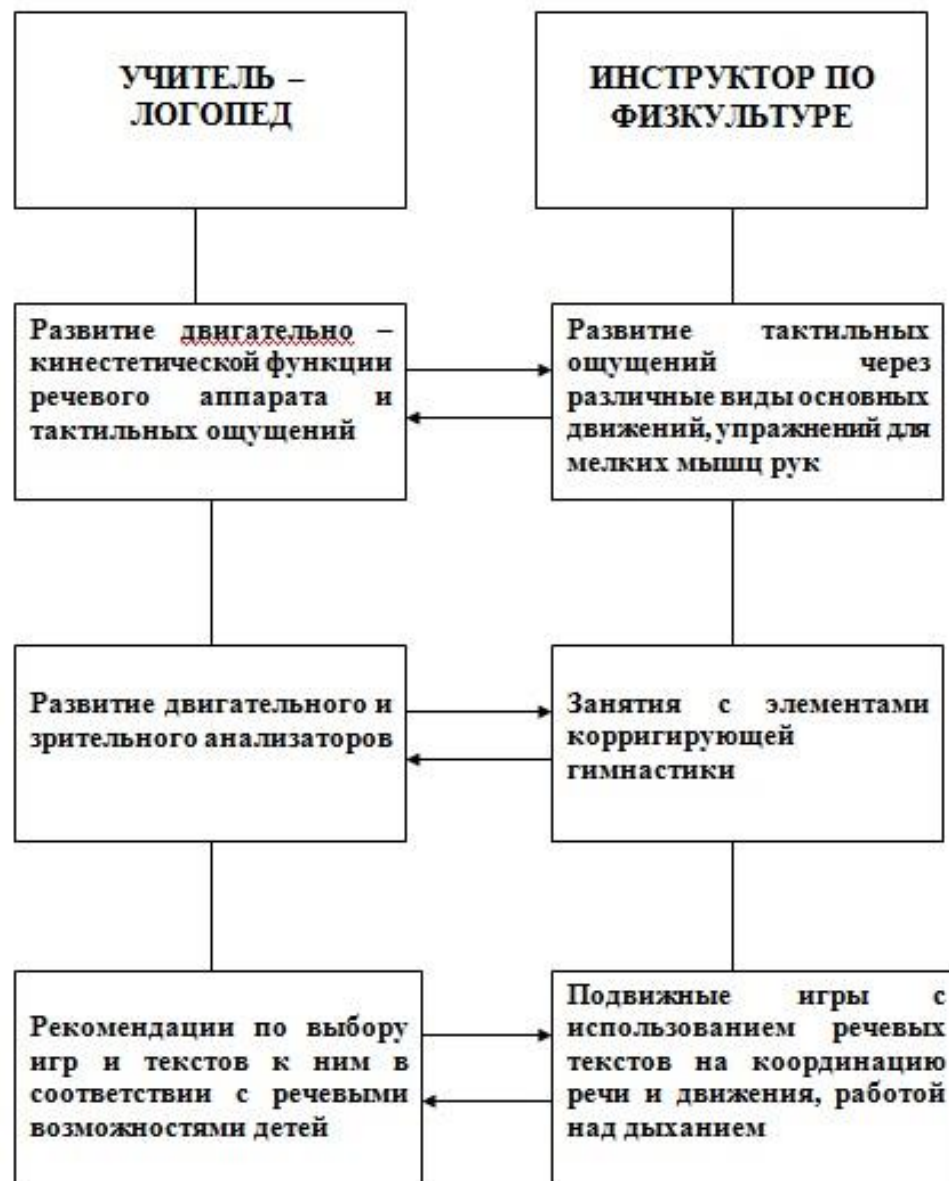 УЧИТЕЛЬ –
ЛОГОПЕД
ИНСТРУКТОР ПО
ФИЗКУЛЬТУРЕ
Развитие двигательно –
кинестетической функции
речевого аппарата и
тактильных ощущений
Развитие тактильных
ощущений через
различные виды основных
движений, упражнений для
мелких мышц рук
Развитие двигательного и
зрительного анализаторов
Занятия с элементами
корригирующей
гимнастики
Рекомендации по выбору
игр и текстов к ним в
соответствии с речевыми
возможностями детей
Подвижные игры с
использованием речевых
текстов на координацию
речи и движения, работой
над дыханием